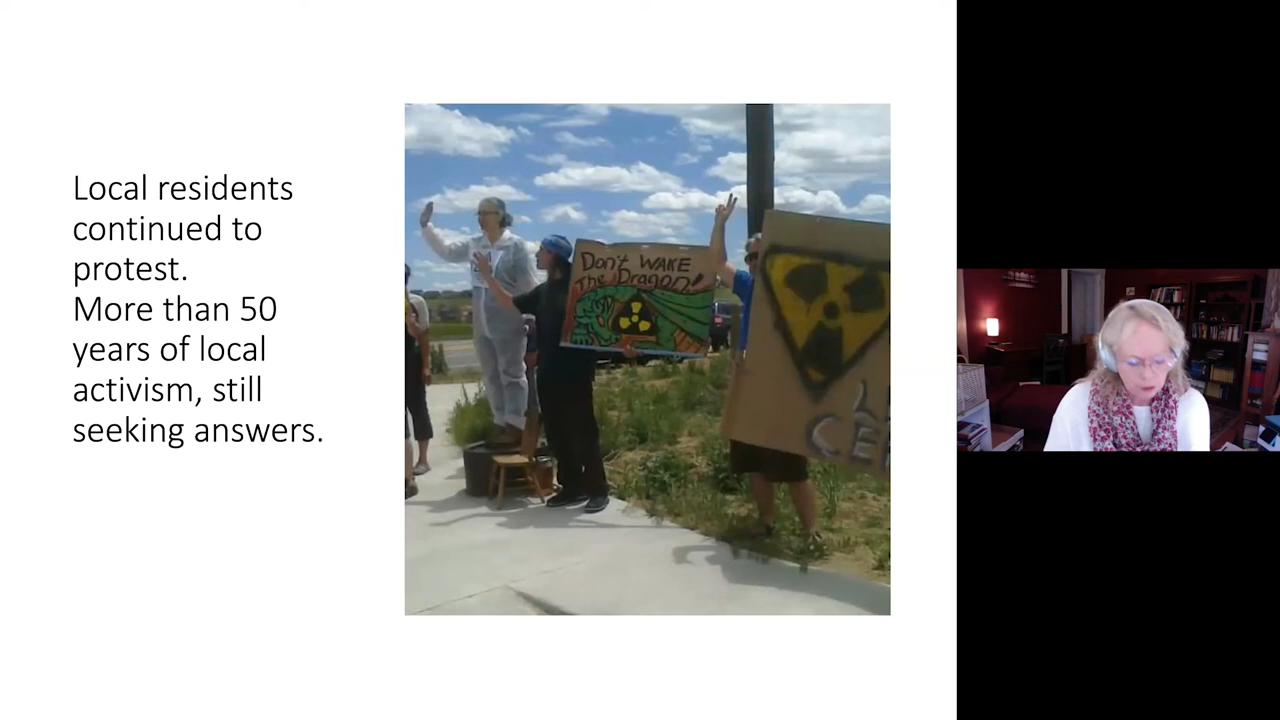 Local residents
continued to
protest.
More than 50
years of local
activism, still
seeking answers.
Don't WAKE
The Dragon!